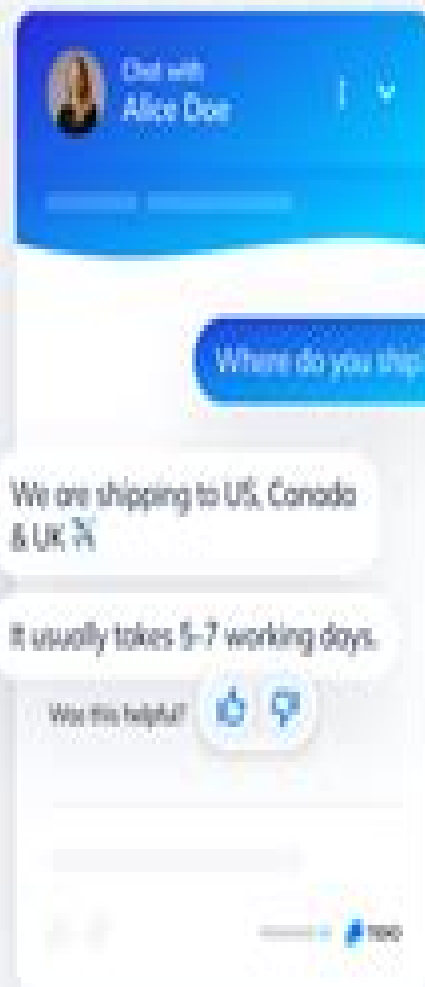 Chat with
Alice Doe
Where do you ship
We are shipping to US, Canada
& UK ✈️
It usually takes 5-7 working days.
Was this helpful?